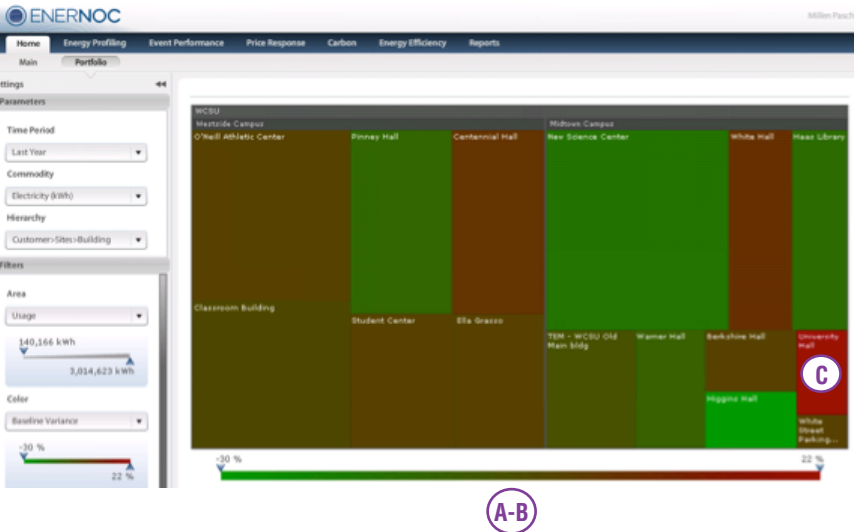 ENERNOC
Millen Pasch
Home Energy Profiling Event Performance Price Response Carbon Energy Efficiency Reports
Main Portfolio
ttings
Parameters
Time Period
Last Year
Commodity
Electricity (kWh)
Hierarchy
Customer>Sites>Building
Filters
Area
Usage
140,166 kWh
3,014,623 kWh
Color
Baseline Variance
-30 %
22 %
WCSU
Westside Campus
Midtown Campus
O'Neill Athletic Center
Pinney Hall
Centennial Hall
New Science Center
White Hall
Haas Library
Classroom Building
Student Center
Ella Grasso
TEM - WCSU Old
Main bldg
Warner Hall
Berkshire Hall
University
Hall
C
Higgins Hall
White
Street
Parking...
-30 %
22 %
A-B